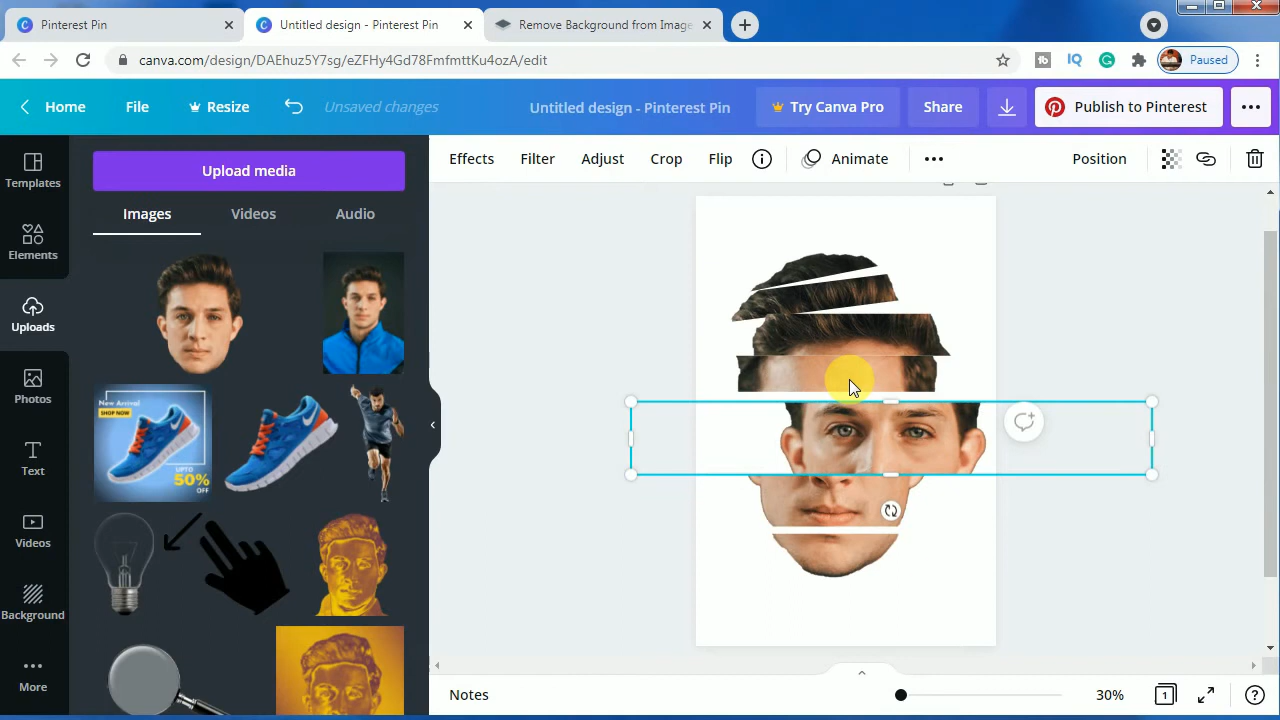 Pinterest Pin
Untitled design - Pinterest Pin
Remove Background from Image
canva.com/design/DAEhuz5Y7sg/eZFHy4Gd78FmfmtbKu4ozA/edit
Paused
Home
File
Resize
Unsaved changes
Untitled design - Pinterest Pin
Try Canva Pro
Share
Publish to Pinterest
Templates
Elements
Uploads
Photos
Text
Videos
Background
More
Upload media
Images
Videos
Audio
New Arrival
SHOW NOW
UPTO
50%
OFF
Effects
Filter
Adjust
Crop
Flip
Animate
Position
Notes
30%
1